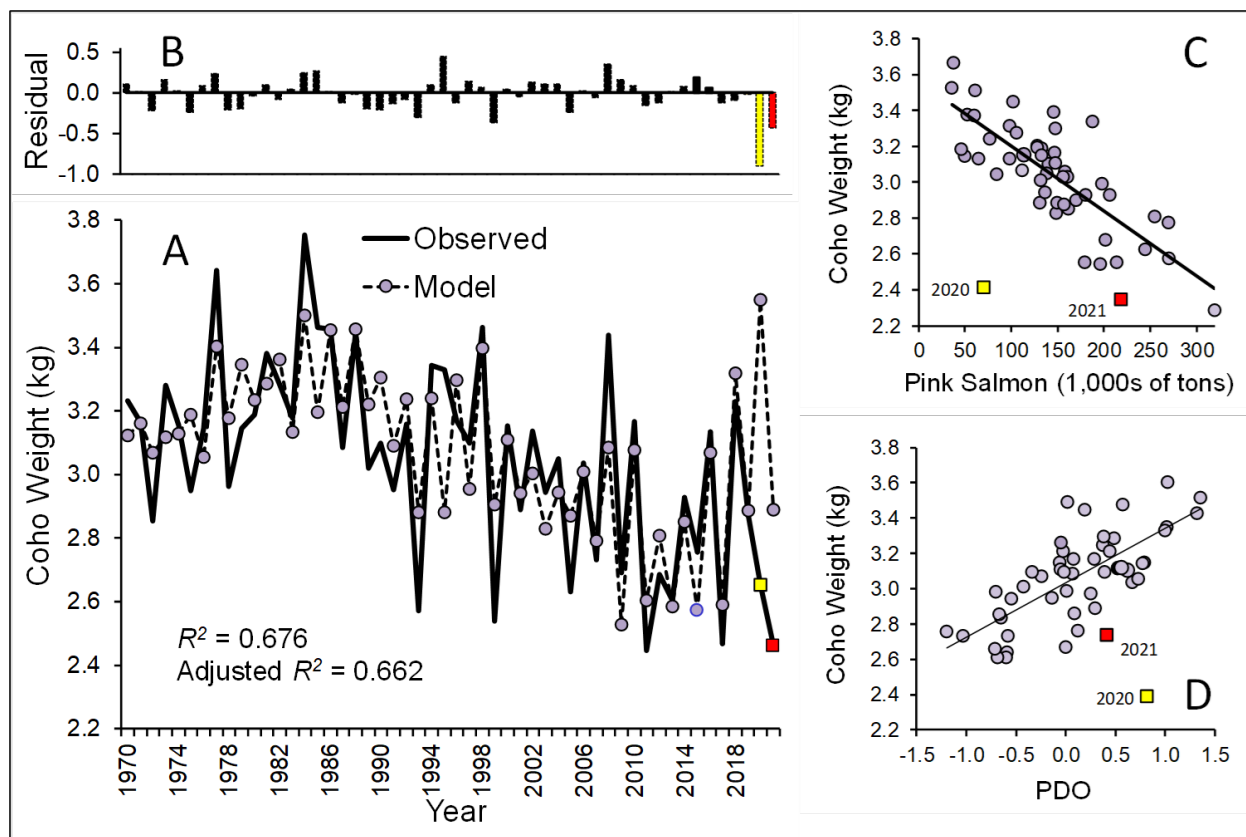 B
0.5
0.0
-0.5
-1.0
Residual
A
Observed
Model
3.8
3.6
3.4
3.2
3.0
2.8
2.6
2.4
2.2
Coho Weight (kg)
R² = 0.676
Adjusted R² = 0.662
1970 1974 1978 1982 1986 1990 1994 1998 2002 2006 2010 2014 2018
Year
C
3.8
3.6
3.4
3.2
3.0
2.8
2.6
2.4
2.2
Coho Weight (kg)
2020
2021
0 50 100 150 200 250 300
Pink Salmon (1,000s of tons)
3.8
3.6
3.4
3.2
3.0
2.8
2.6
2.4
2.2
Coho Weight (kg)
2021
2020
D
-1.5 -1.0 -0.5 0.0 0.5 1.0 1.5
PDO